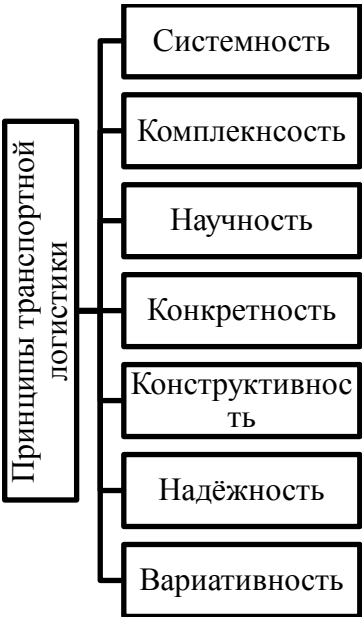 Принципы транспортной
логистики
Системность
Комплекнсость
Научность
Конкретность
Конструктивнос
ть
Надёжность
Вариативность